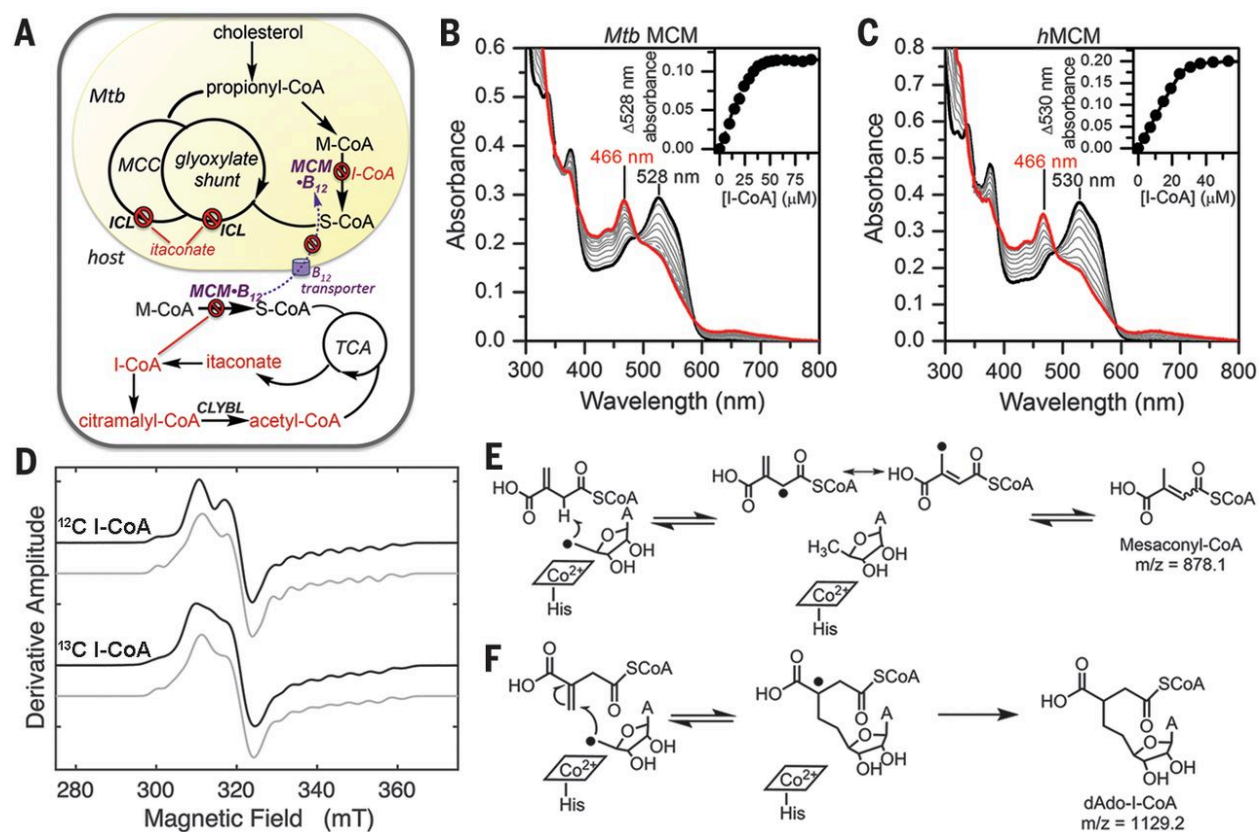 A
cholesterol
Mtb
propionyl-CoA
M-CoA
MCC
glyoxylate
shunt
MCM
•B12
I-CoA
S-CoA
ICL
ICL
itaconate
host
B12
transporter
MCM•B12
M-CoA
S-CoA
TCA
I-CoA
itaconate
citramalyl-CoA
CLYBL
acetyl-CoA
B
Mtb MCM
Absorbance
0.6
0.5
0.4
0.3
0.2
0.1
0.0
300 400 500 600 700 800
Wavelength (nm)
466 nm
528 nm
Δ528 nm
absorbance
0.10
0.05
0.00
0 25 50 75
[I-CoA] (μM)
C
hMCM
Absorbance
0.8
0.7
0.6
0.5
0.4
0.3
0.2
0.1
0.0
300 400 500 600 700 800
Wavelength (nm)
466 nm
530 nm
Δ530 nm
absorbance
0.20
0.15
0.10
0.05
0.00
0 20 40
[I-CoA] (μM)
D
Derivative Amplitude
12C I-CoA
13C I-CoA
280 300 320 340 360
Magnetic Field (mT)
E
HO
O
O
SCoA
H
A
O
OH
OH
Co2+
His
HO
O
O
SCoA
HO
O
O
SCoA
H3C
O
A
OH
OH
Co2+
His
HO
O
O
SCoA
Mesaconyl-CoA
m/z = 878.1
F
O
HO
SCoA
O
A
O
OH
OH
Co2+
His
O
HO
SCoA
O
A
O
OH
OH
Co2+
His
O
HO
SCoA
O
A
O
OH
OH
dAdo-I-CoA
m/z = 1129.2